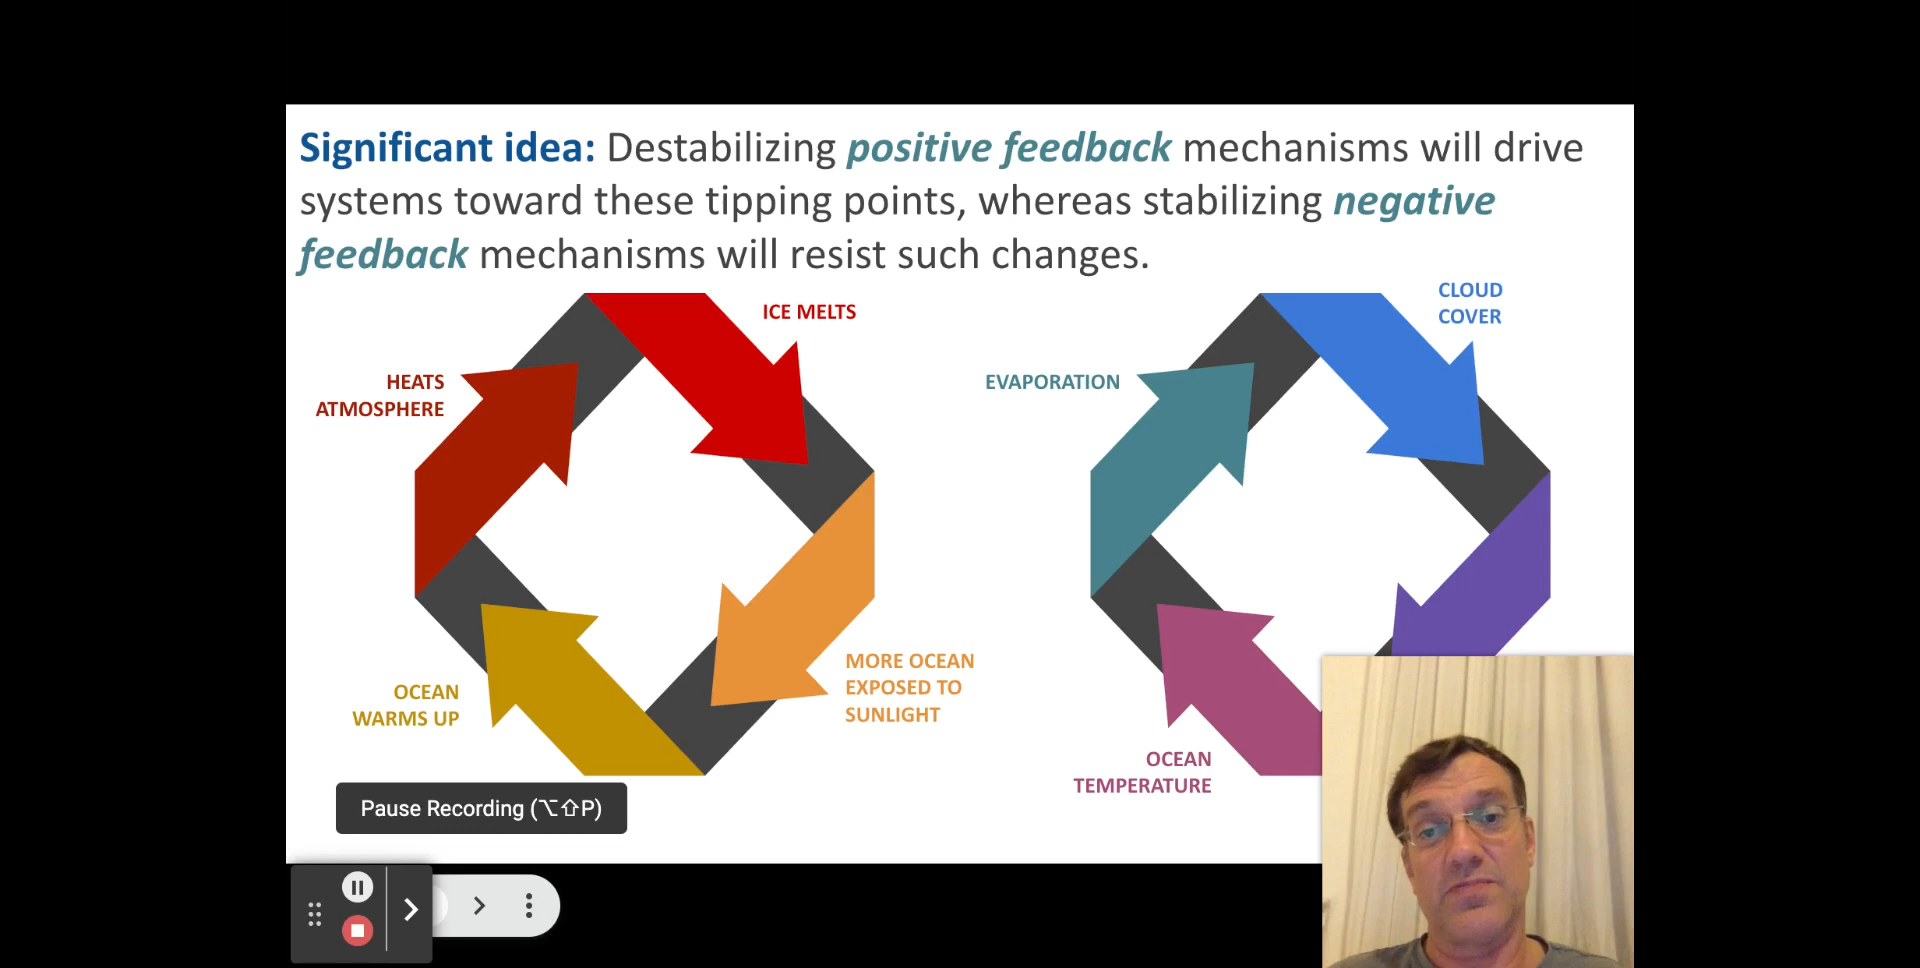 Significant idea: Destabilizing positive feedback mechanisms will drive
systems toward these tipping points, whereas stabilizing negative
feedback mechanisms will resist such changes.
ICE MELTS
HEATS
ATMOSPHERE
MORE OCEAN
EXPOSED TO
SUNLIGHT
OCEAN
WARMS UP
CLOUD
COVER
EVAPORATION
OCEAN
TEMPERATURE
Pause Recording (⌥⇧P)